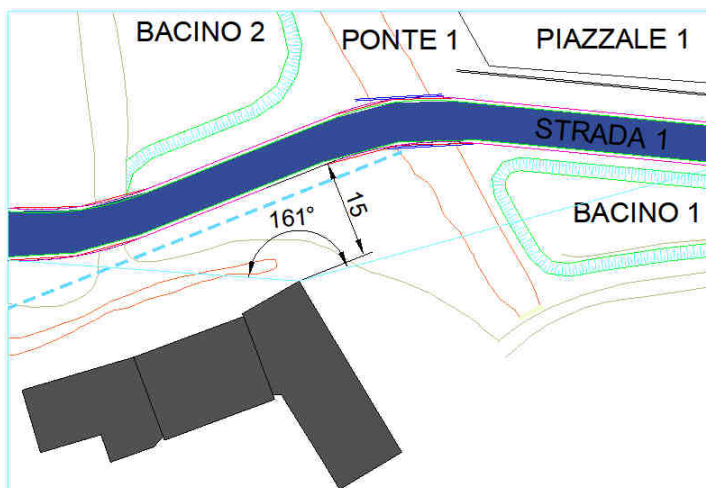 BACINO 2
PONTE 1
PIAZZALE 1
STRADA 1
15
161°
BACINO 1